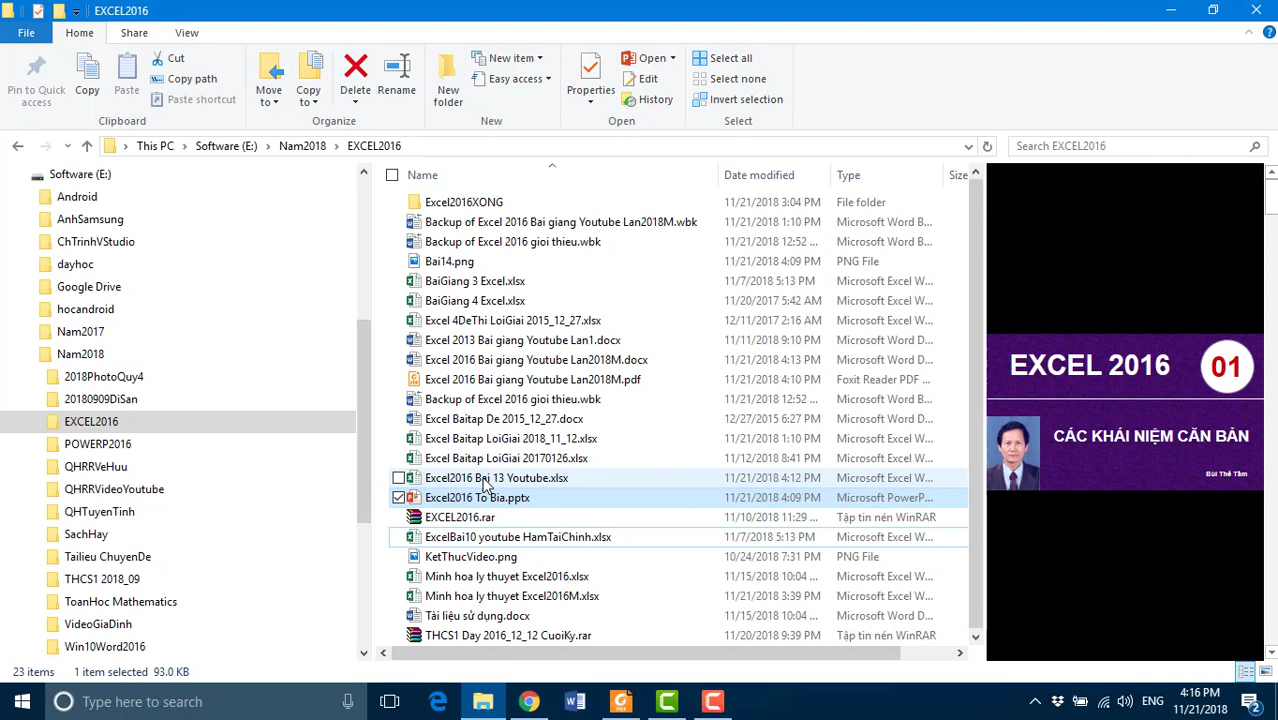 EXCEL2016
File Home Share View
Pin to Quick access
Copy
Paste
Cut
Copy path
Paste shortcut
Clipboard
Move to
Copy to
Delete
Rename
Organize
New folder
New item
Easy access
New
Properties
Open
Edit
History
Open
Select all
Select none
Invert selection
Select
This PC Software (E:) Nam2018 EXCEL2016
Search EXCEL2016
Software (E:)
Android
AnhSamsung
ChTrinhVStudio
dayhoc
Google Drive
hocandroid
Nam2017
Nam2018
2018PhotoQuy4
20180909DiSan
EXCEL2016
POWERP2016
QHRRVeHuu
QHRRVideoYoutube
QHTuyenTinh
SachHay
Tailieu ChuyenDe
THCS1 2018_09
ToanHoc Mathematics
VideoGiaDinh
Win10Word2016
Name Date modified Type Size
Excel2016XONG 11/21/2018 3:04 PM File folder
Backup of Excel 2016 Bai giang Youtube Lan2018M.wbk 11/21/2018 1:10 PM Microsoft Word B...
Backup of Excel 2016 gioi thieu.wbk 11/21/2018 12:52 ... Microsoft Word B...
Bai14.png 11/21/2018 4:09 PM PNG File
BaiGiang 3 Excel.xlsx 11/7/2018 5:13 PM Microsoft Excel W...
BaiGiang 4 Excel.xlsx 11/20/2017 5:42 AM Microsoft Excel W...
Excel 4DeThi LoiGiai 2015_12_27.xlsx 12/11/2017 2:16 AM Microsoft Excel W...
Excel 2013 Bai giang Youtube Lan1.docx 11/11/2018 9:10 PM Microsoft Word D...
Excel 2016 Bai giang Youtube Lan2018M.docx 11/21/2018 4:13 PM Microsoft Word D...
Excel 2016 Bai giang Youtube Lan2018M.pdf 11/21/2018 4:10 PM Foxit Reader PDF ...
Backup of Excel 2016 gioi thieu.wbk 11/21/2018 12:52 ... Microsoft Word D...
Excel Baitap De 2015_12_27.docx 12/27/2015 6:27 PM Microsoft Word D...
Excel Baitap LoiGiai 2018_11_12.xlsx 11/21/2018 1:10 PM Microsoft Excel W...
Excel Baitap LoiGiai 20170126.xlsx 11/12/2018 8:41 PM Microsoft Excel W...
Excel2016 Bai 13 Youtube.xlsx 11/21/2018 4:12 PM Microsoft Excel W...
Excel2016 To Bia.pptx 11/21/2018 4:09 PM Microsoft PowerP...
EXCEL2016.rar 11/10/2018 11:29 ... Tập tin nén WinRAR
ExcelBai10 youtube HamTaiChinh.xlsx 11/7/2018 5:13 PM Microsoft Excel W...
KetThucVideo.png 10/24/2018 7:31 PM PNG File
Minh hoa ly thuyet Excel2016.xlsx 11/15/2018 10:04 ... Microsoft Excel W...
Minh hoa ly thuyet Excel2016M.xlsx 11/21/2018 3:39 PM Microsoft Excel W...
Tài liệu sử dụng.docx 11/15/2018 10:04 ... Microsoft Word D...
THCS1 Day 2016_12_12 CuoiKy.rar 11/20/2018 9:39 PM Tập tin nén WinRAR
EXCEL 2016 01
CÁC KHÁI NIỆM CĂN BẢN
Bùi Thế Tâm
23 items 1 item selected 93.0 KB
Type here to search
ENG
4:16 PM
11/21/2018
2